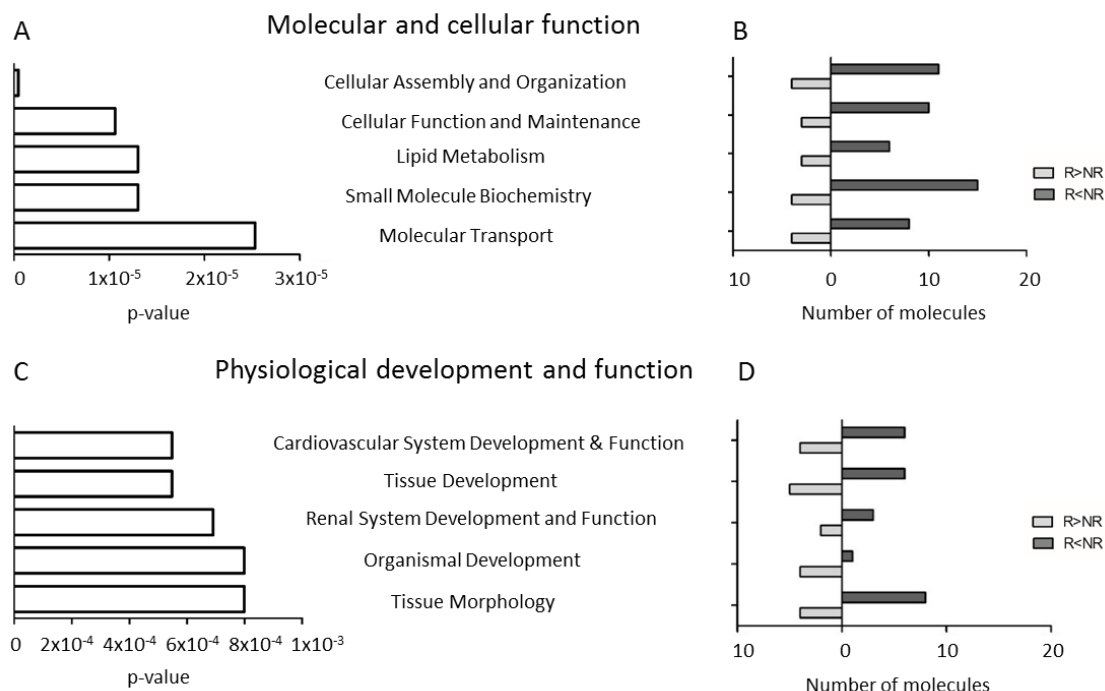 A
Molecular and cellular function
B
Cellular Assembly and Organization
Cellular Function and Maintenance
Lipid Metabolism
Small Molecule Biochemistry
Molecular Transport
R>NR
R<NR
0 1x10⁻⁵ 2x10⁻⁵ 3x10⁻⁵
p-value
10 0 10 20
Number of molecules
C
Physiological development and function
D
Cardiovascular System Development & Function
Tissue Development
Renal System Development and Function
Organismal Development
Tissue Morphology
R>NR
R<NR
0 2x10⁻⁴ 4x10⁻⁴ 6x10⁻⁴ 8x10⁻⁴ 1x10⁻³
p-value
10 0 10 20
Number of molecules